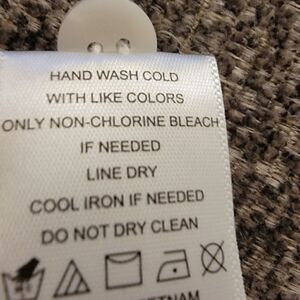 HAND WASH COLD
WITH LIKE COLORS
ONLY NON-CHLORINE BLEACH
IF NEEDED
LINE DRY
COOL IRON IF NEEDED
DO NOT DRY CLEAN